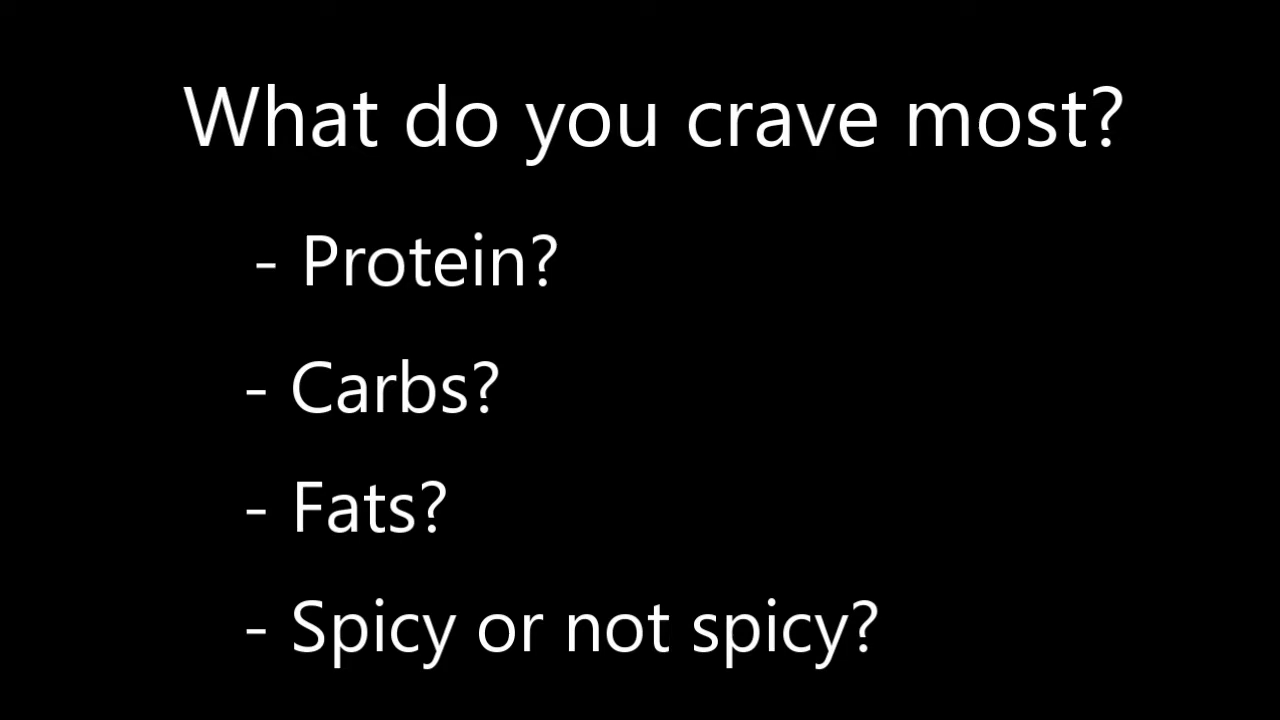 What do you crave most?
- Protein?
- Carbs?
- Fats?
- Spicy or not spicy?